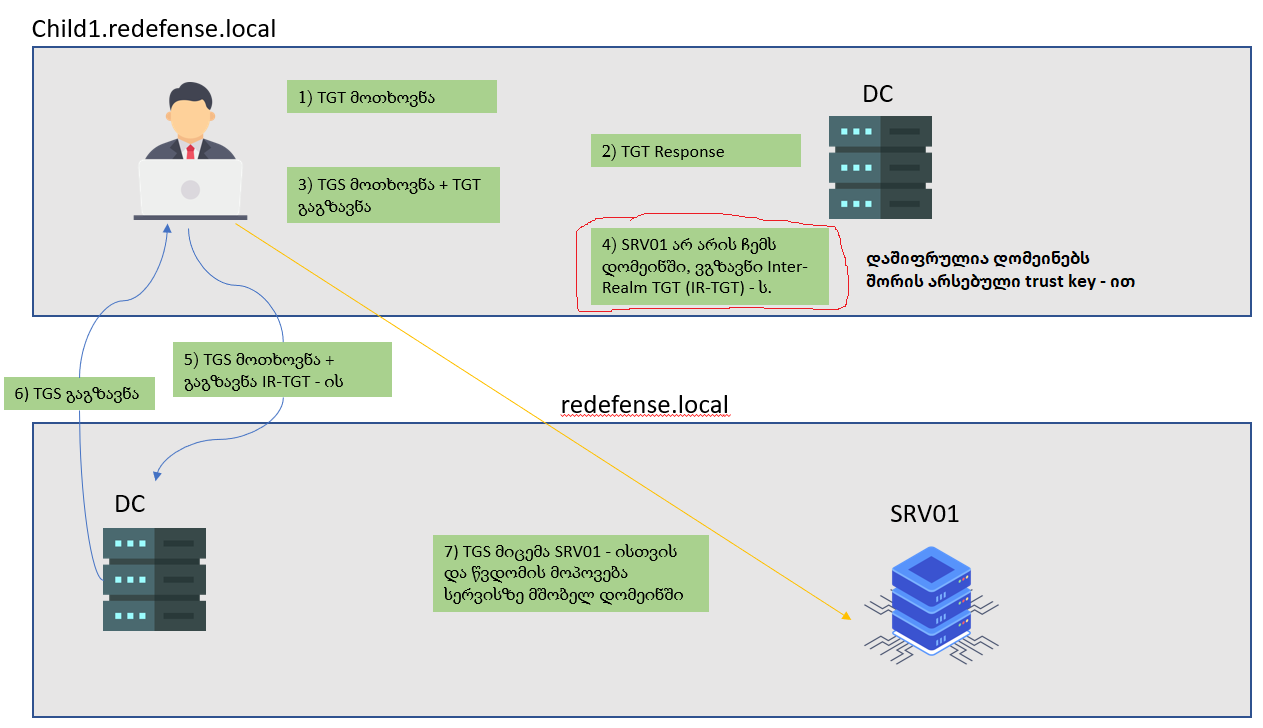 Child1.redefense.local
1) TGT მოთხოვნა
DC
2) TGT Response
3) TGS მოთხოვნა + TGT
გაგზავნა
4) SRV01 არ არის ჩემს
დომეინში, ვგზავნი Inter-
Realm TGT (IR-TGT) - ს.
დაშიფრულია დომეინებს
შორის არსებული trust key - ით
5) TGS მოთხოვნა +
გაგზავნა IR-TGT - ის
6) TGS გაგზავნა
redefense.local
DC
SRV01
7) TGS მიცემა SRV01 - ისთვის
და წვდომის მოპოვება
სერვისზე მშობელ დომეინში